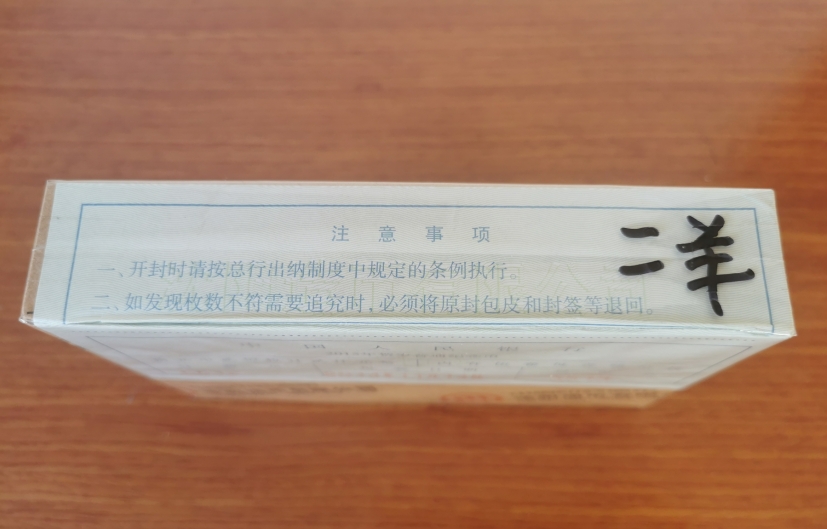 注意事项
一、开封时请按总行出纳制度中规定的条例执行。
二、如发现枚数不符需要追究时,必须将原封包皮和封签等退回。
二羊